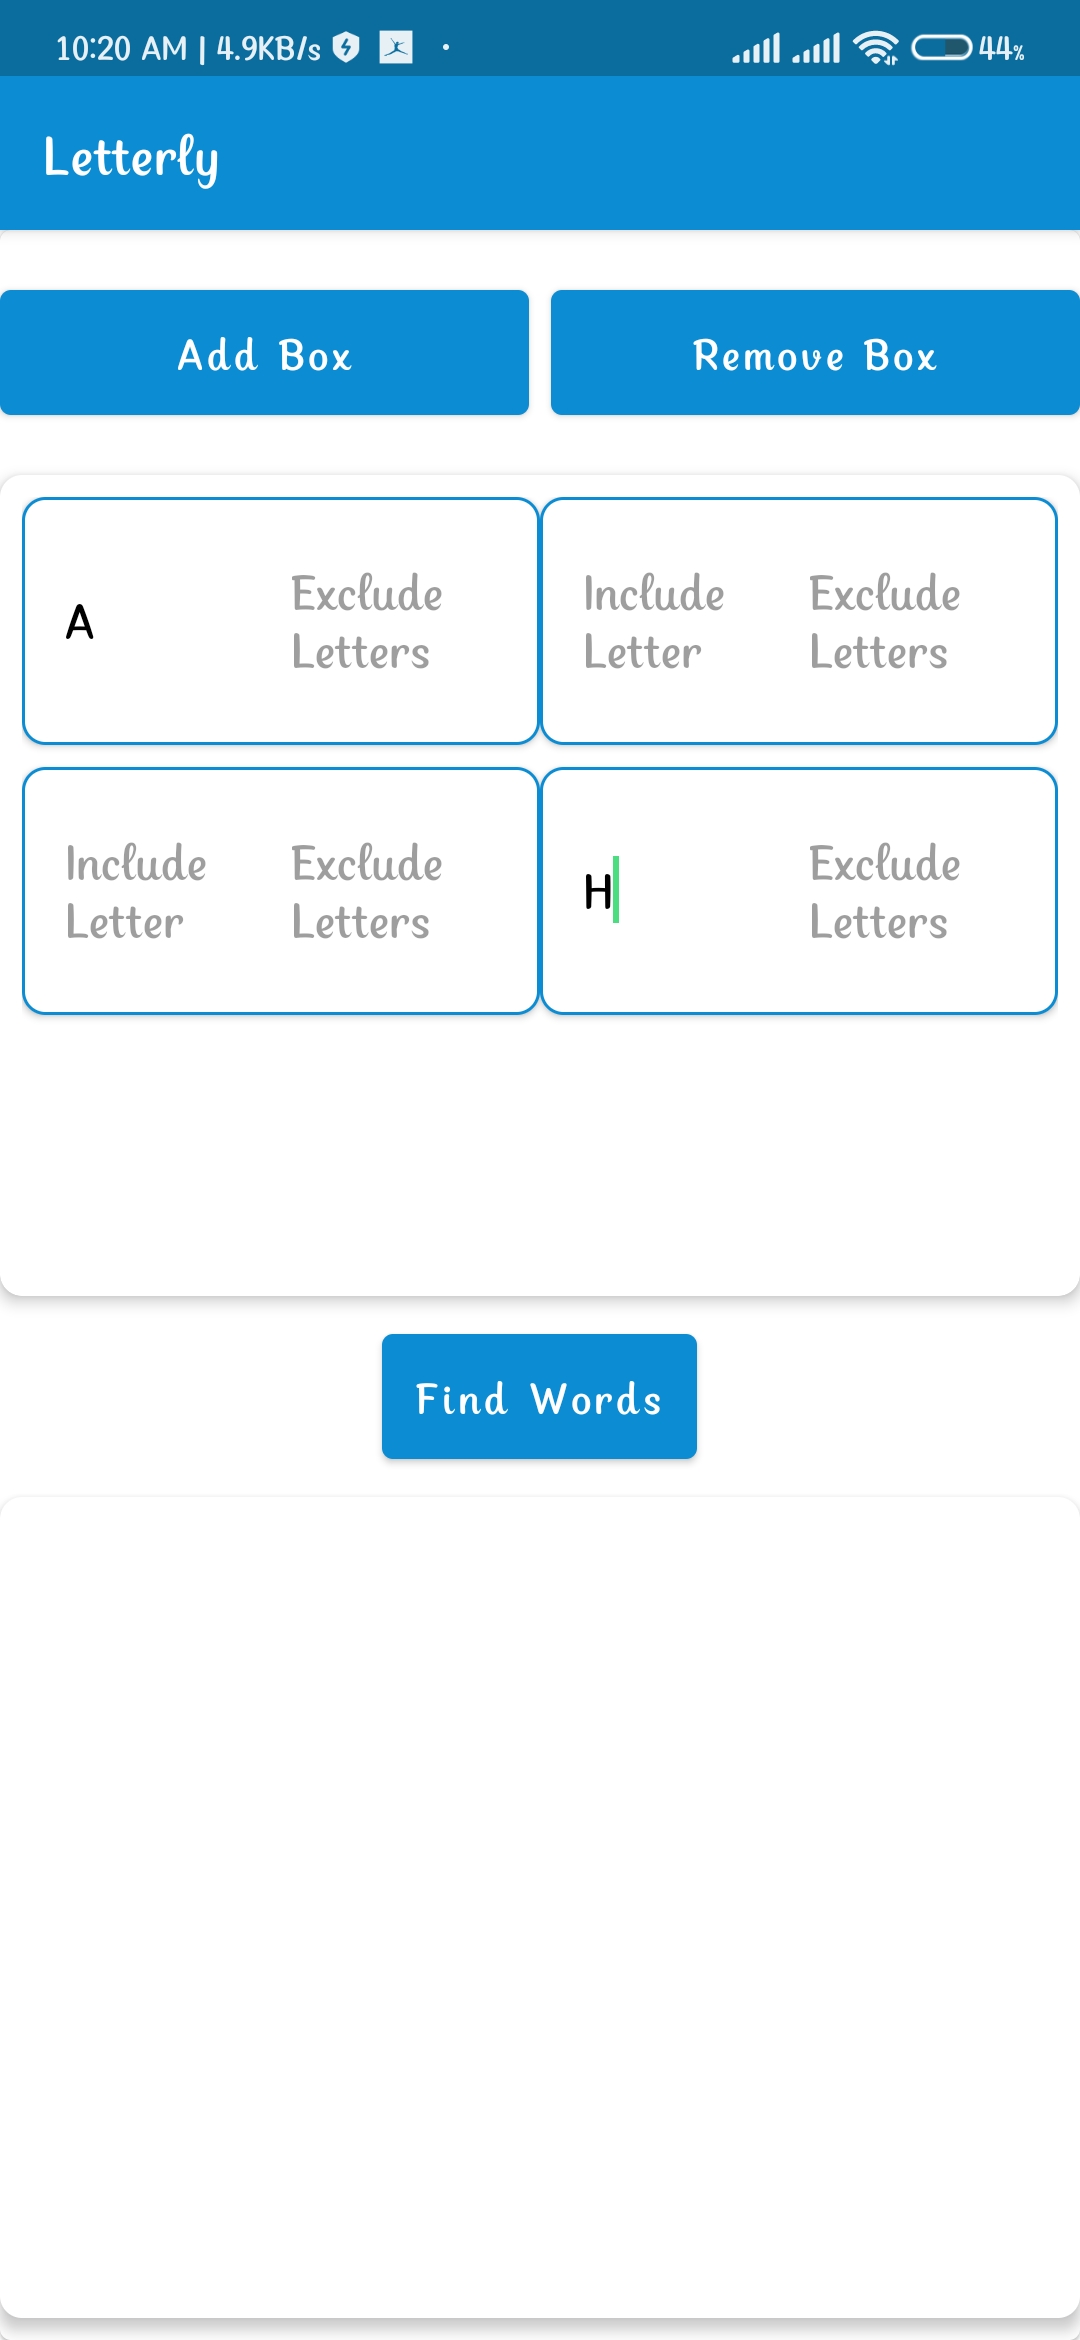 10:20 AM | 4.9KB/s 44%
Letterly
Add Box Remove Box
A Exclude Letters Include Letter Exclude Letters
Include Letter Exclude Letters H Exclude Letters
Find Words